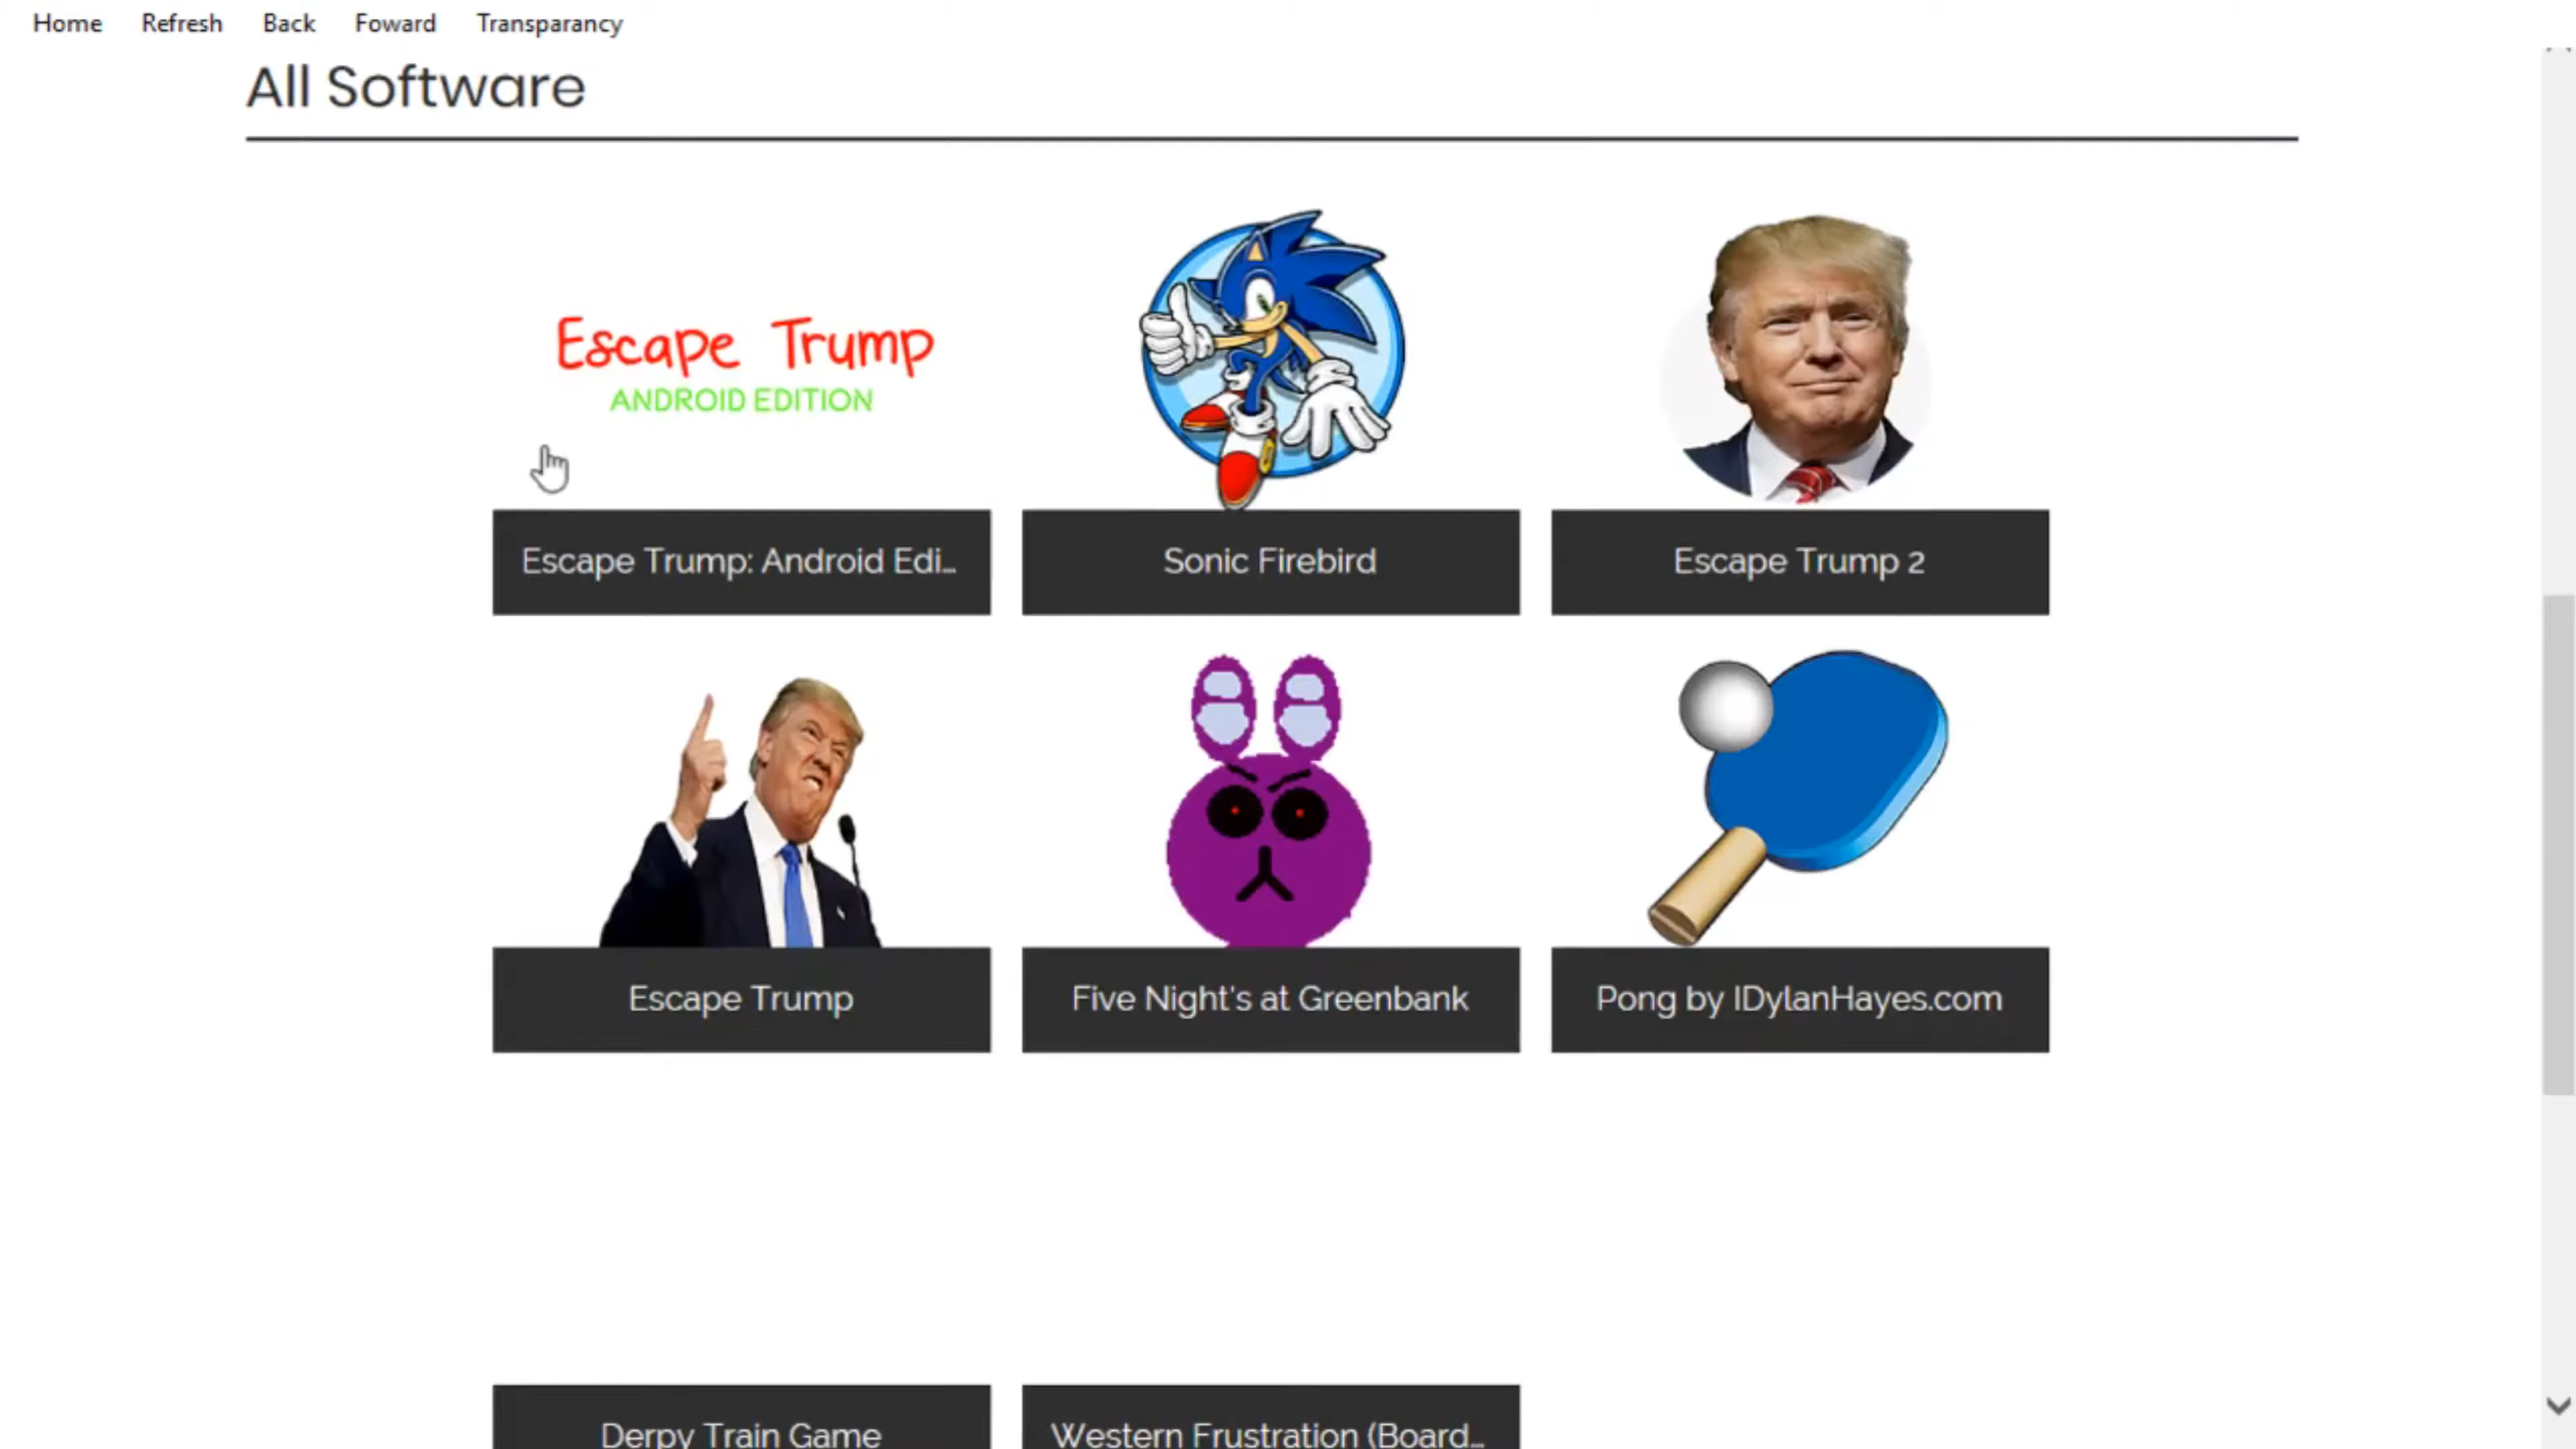 Home Refresh Back Foward Transparancy
All Software
Escape Trump
ANDROID EDITION
Escape Trump: Android Edi...
Sonic Firebird
Escape Trump 2
Escape Trump
Five Night's at Greenbank
Pong by IDylanHayes.com
Derpy Train Game
Western Frustration (Board...